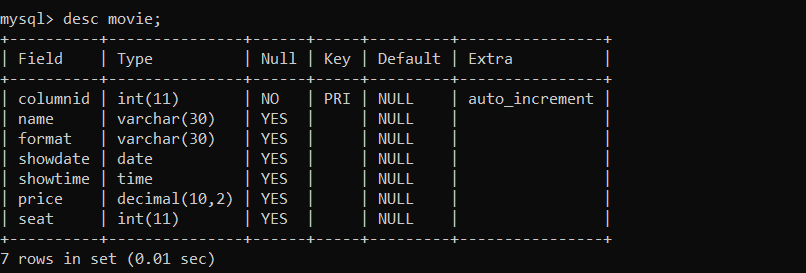 mysql> desc movie;
+----------+---------------+------+-----+---------+----------------+
| Field    | Type          | Null | Key | Default | Extra          |
+----------+---------------+------+-----+---------+----------------+
| columnid | int(11)       | NO   | PRI | NULL    | auto_increment |
| name     | varchar(30)   | YES  |     | NULL    |                |
| format   | varchar(30)   | YES  |     | NULL    |                |
| showdate | date          | YES  |     | NULL    |                |
| showtime | time          | YES  |     | NULL    |                |
| price    | decimal(10,2) | YES  |     | NULL    |                |
| seat     | int(11)       | YES  |     | NULL    |                |
+----------+---------------+------+-----+---------+----------------+
7 rows in set (0.01 sec)